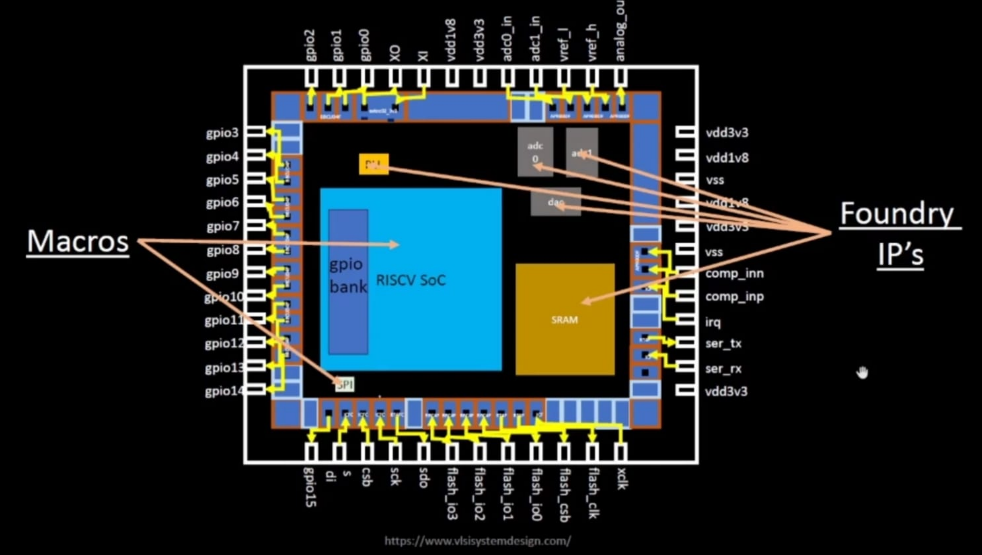 gpio2
gpio1
gpio0
XO
XI
vdd1v8
vdd3v3
adc0_in
adc1_in
vref_l
vref_h
gpio3
gpio4
gpio5
gpio6
gpio7
gpio8
gpio9
gpio10
gpio11
gpio12
gpio13
gpio14
Macros
adc
0
gpio
bank
RISCV SoC
SRAM
SPI
vdd3v3
vdd1v8
vss
vdd1v8
vdd3v3
vss
comp_inn
comp_inp
irq
ser_tx
ser_rx
vdd3v3
Foundry
IP's
gpio15
csb
sck
sdo
flash_io3
flash_io2
flash_io1
flash_io0
flash_csb
flash_clk
xclk
https://www.vlsisystemdesign.com/